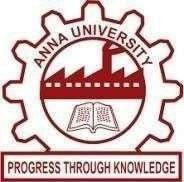 ANNA UNIVERSITY
PROGRESS THROUGH KNOWLEDGE